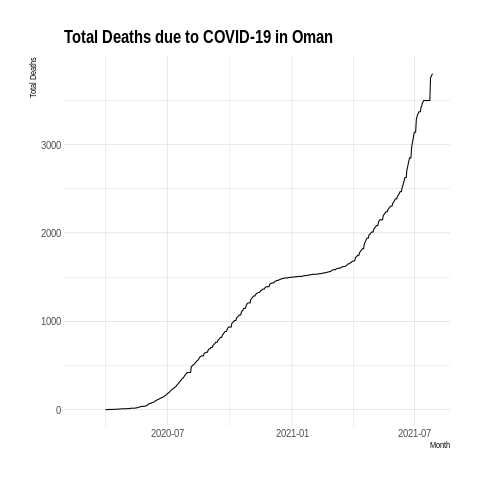 Total Deaths due to COVID-19 in Oman
Total Deaths
3000
2000
1000
0
2020-07 2021-01 2021-07
Month